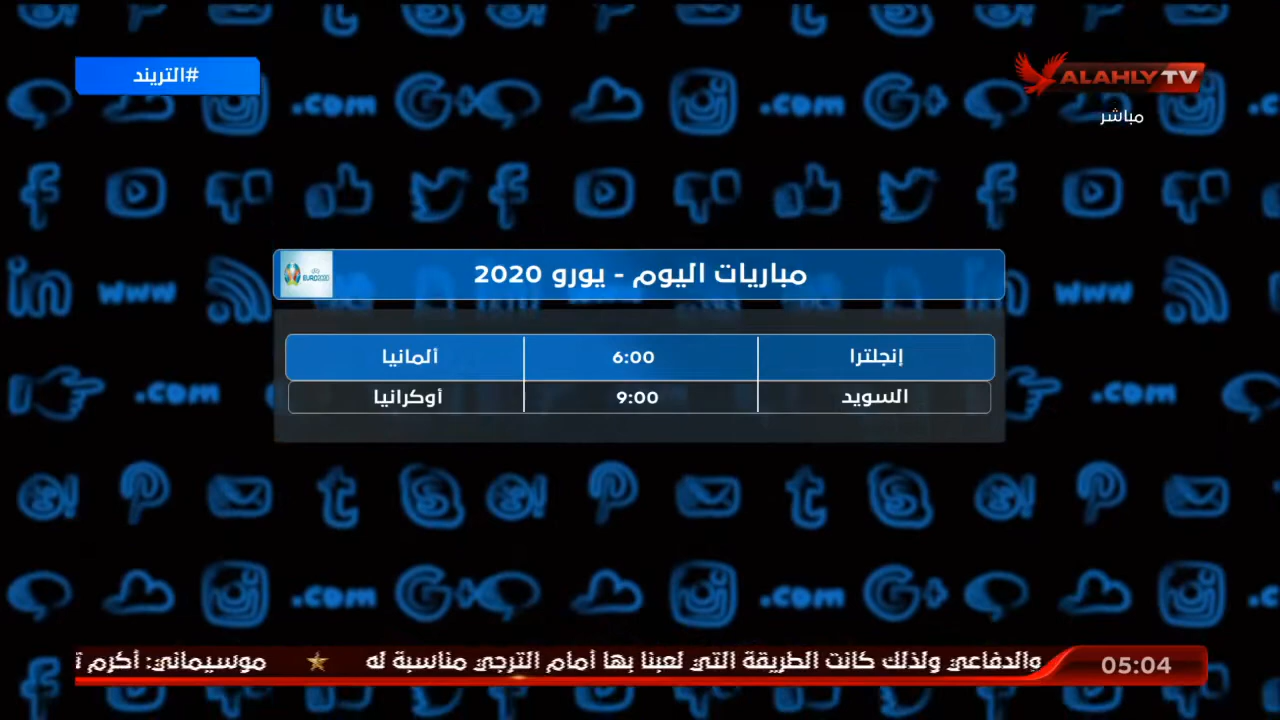 #التريند
ALAHLY TV
مباشر
مباريات اليوم - يورو 2020
EURO2020
إنجلترا 6:00 ألمانيا
السويد 9:00 أوكرانيا
والدفاعي ولذلك كانت الطريقة التي لعبنا بها أمام الترجي مناسبة له ★ موسيماني: أكرم
05:04